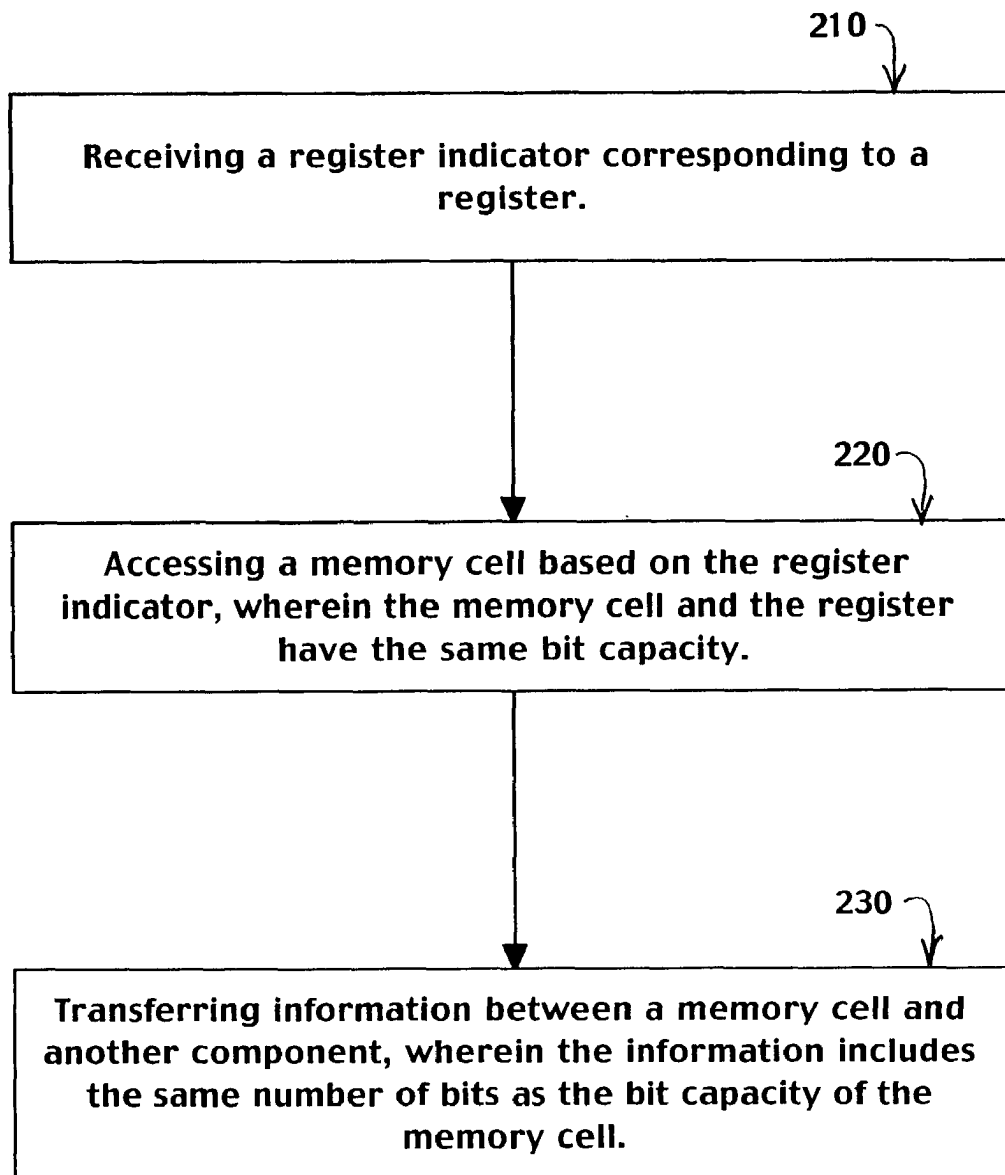 210
Receiving a register indicator corresponding to a
register.
220
Accessing a memory cell based on the register
indicator, wherein the memory cell and the register
have the same bit capacity.
230
Transferring information between a memory cell and
another component, wherein the information includes
the same number of bits as the bit capacity of the
memory cell.